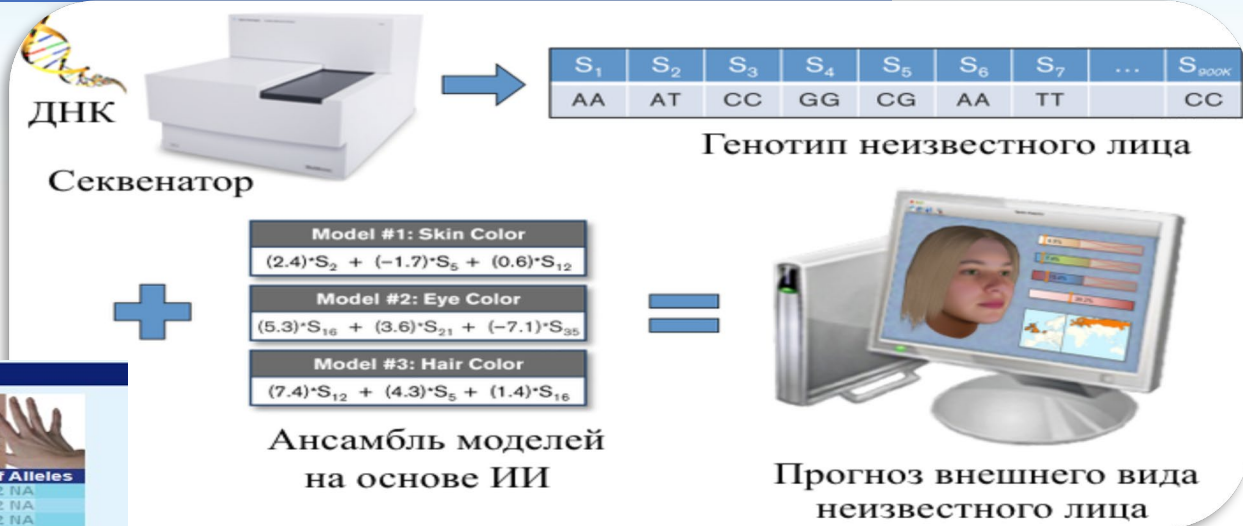 ДНК
Секвенатор
S₁ S₂ S₃ S₄ S₅ S₆ S₇ ... S₉₀₀ₖ
AA AT CC GG CG AA TT CC
Генотип неизвестного лица
Model #1: Skin Color
(2.4)*S₂ + (-1.7)*S₅ + (0.6)*S₁₂
Model #2: Eye Color
(5.3)*S₁₆ + (3.6)*S₂₁ + (-7.1)*S₃₅
Model #3: Hair Color
(7.4)*S₁₂ + (4.3)*S₅ + (1.4)*S₁₆
Ансамбль моделей
на основе ИИ
Прогноз внешнего вида
неизвестного лица
f Alleles
2 NA
2 NA
2 NA